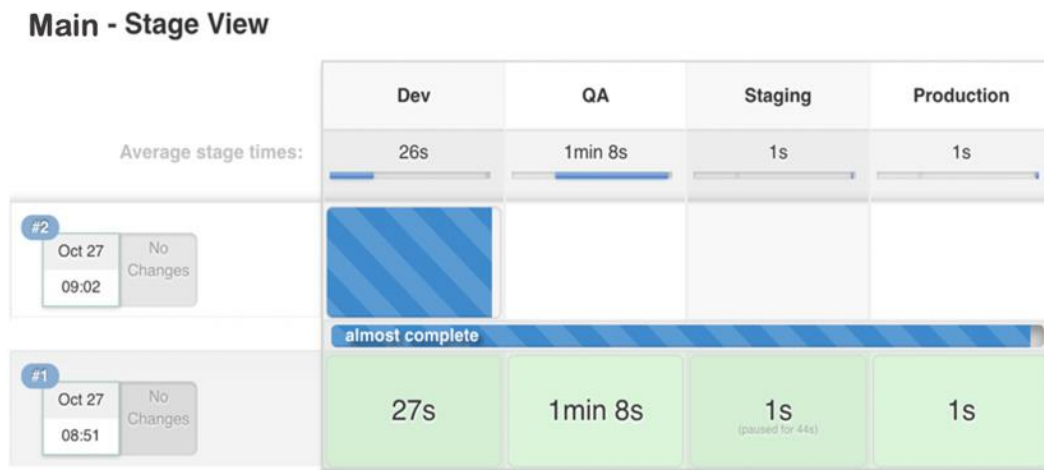 Main - Stage View
Dev QA Staging Production
Average stage times: 26s 1min 8s 1s 1s
#2
Oct 27 No
Changes
09:02
almost complete
#1
Oct 27 No
Changes
08:51
27s 1min 8s 1s 1s
(paused for 44s)